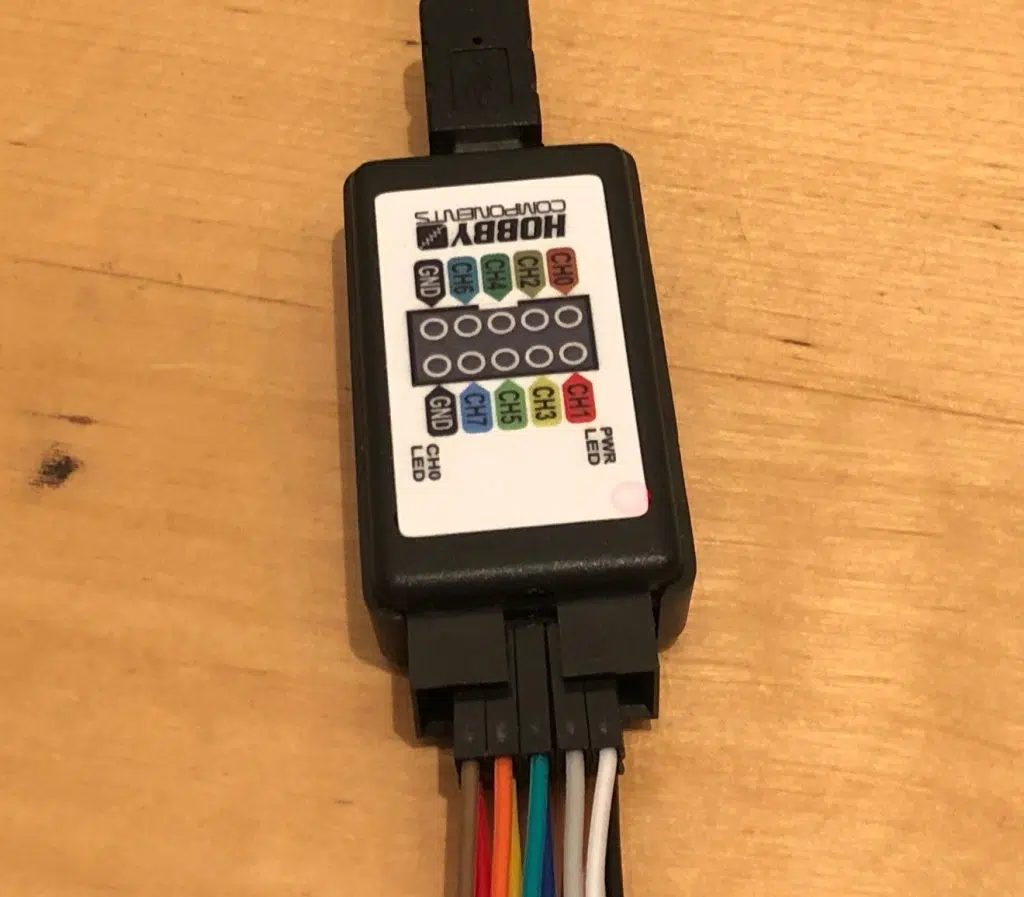 HOBBY
COMPONENTS
GND CH6 CH4 CH2 CH0
GND CH7 CH5 CH3 CH1
CH0
LED
PWR
LED